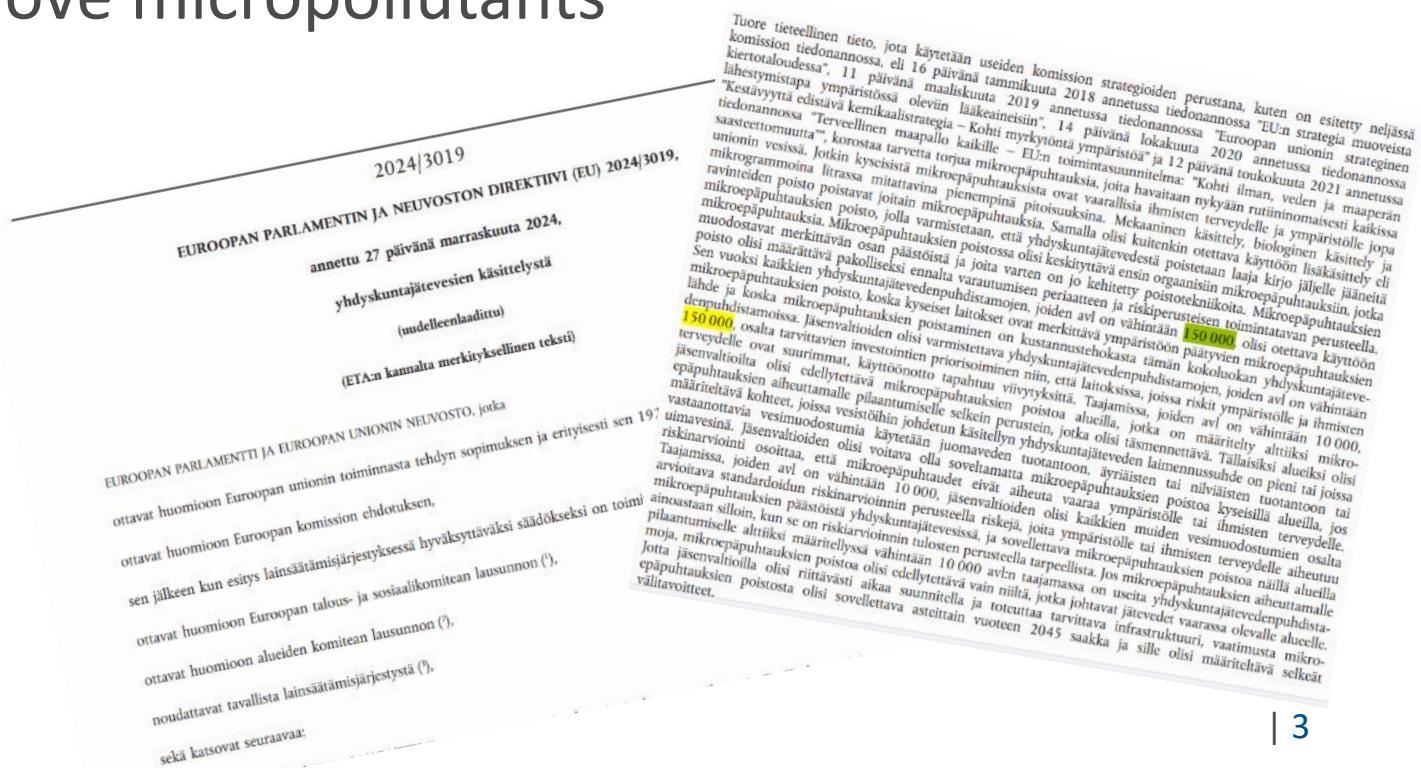 ove micropollutants
2024/3019
EUROOPAN PARLAMENTIN JA NEUVOSTON DIREKTIIVI (EU) 2024/3019,
annettu 27 päivänä marraskuuta 2024,
yhdyskuntajätevesien käsittelystä
(uudelleenlaadittu)
(ETA:n kannalta merkityksellinen teksti)
EUROOPAN PARLAMENTTI JA EUROOPAN UNIONIN NEUVOSTO, jotka
ottavat huomioon Euroopan unionin toiminnasta tehdyn sopimuksen ja erityisesti sen 192
ottavat huomioon Euroopan komission ehdotuksen,
sen jälkeen kun esitys lainsäätämisjärjestyksessä hyväksyttäväksi säädökseksi on toimi
ottavat huomioon Euroopan talous- ja sosiaalikomitean lausunnon (¹),
ottavat huomioon alueiden komitean lausunnon (²),
noudattavat tavallista lainsäätämisjärjestystä (³),
sekä katsovat seuraavaa:
Tuore tieteellinen tieto, jota käytetään useiden komission strategioiden perustana, kuten on esitetty neljässä
komission tiedonannossa, eli 16 päivänä tammikuuta 2018 annetussa tiedonannossa "EU:n strategia muoveista
kiertotaloudessa", 11 päivänä maaliskuuta 2019 annetussa tiedonannossa "Euroopan unionin strateginen
lähestymistapa ympäristössä oleviin lääkeaineisiin", 14 päivänä lokakuuta 2020 annetussa tiedonannossa
"Kestävyyttä edistävä kemikaalistrategia – Kohti myrkytöntä ympäristöä" ja 12 päivänä toukokuuta 2021 annetussa
tiedonannossa "Terveellinen maapallo kaikille – EU:n toimintasuunnitelma: "Kohti ilman, veden ja maaperän
saasteettomuutta"", korostaa tarvetta torjua mikroepäpuhtauksia, joita havaitaan nykyään rutiininomaisesti kaikissa
unionin vesissä. Jotkin kyseisistä mikroepäpuhtauksista ovat vaarallisia ihmisten terveydelle ja ympäristölle jopa
mikrogrammoina litrassa mitattavina pienempinä pitoisuuksina. Mekaaninen käsittely, biologinen käsittely ja
ravinteiden poisto poistavat joitain mikroepäpuhtauksia. Samalla olisi kuitenkin otettava käyttöön lisäkäsittely eli
mikroepäpuhtauksien poisto, jolla varmistetaan, että yhdyskuntajätevedestä poistetaan laaja kirjo jäljelle jääneitä
mikroepäpuhtauksia. Mikroepäpuhtauksien poistossa olisi keskityttävä ensin orgaanisiin mikroepäpuhtauksiin, jotka
muodostavat merkittävän osan päästöistä ja joita varten on jo kehitetty poistotekniikoita. Mikroepäpuhtauksien
poisto olisi määrättävä pakolliseksi ennalta varautumisen periaatteen ja riskiperusteisen toimintatavan perusteella.
Sen vuoksi kaikkien yhdyskuntajätevedenpuhdistamojen, joiden avl on vähintään 150 000, olisi otettava käyttöön
mikroepäpuhtauksien poisto, koska kyseiset laitokset ovat merkittävä ympäristöön päätyvien mikroepäpuhtauksien
lähde ja koska mikroepäpuhtauksien poistaminen on kustannustehokasta tämän kokoluokan yhdyskuntajäteve-
denpuhdistamoissa. Jäsenvaltioiden olisi varmistettava yhdyskuntajätevedenpuhdistamojen, joiden avl on vähintään
150 000, osalta tarvittavien investointien priorisoiminen niin, että laitoksissa, joissa riskit ympäristölle ja ihmisten
terveydelle ovat suurimmat, käyttöönotto tapahtuu viivytyksittä. Taajamissa, joiden avl on vähintään 10 000,
jäsenvaltioilta olisi edellytettävä mikroepäpuhtauksien poistoa alueilla, jotka on määritelty alttiiksi mikro-
epäpuhtauksien aiheuttamalle pilaantumiselle selkein perustein, jotka olisi täsmennettävä. Tällaisiksi alueiksi olisi
määriteltävä kohteet, joissa vesistöihin johdetun käsitellyn yhdyskuntajäteveden laimennussuhde on pieni tai joissa
vastaanottavia vesimuodostumia käytetään juomaveden tuotantoon, äyriäisten tai nilviäisten tuotantoon tai
uimavesinä. Jäsenvaltioiden olisi voitava olla soveltamatta mikroepäpuhtauksien poistoa kyseisillä alueilla, jos
riskinarviointi osoittaa, että mikroepäpuhtaudet eivät aiheuta vaaraa ympäristölle tai ihmisten terveydelle.
Taajamissa, joiden avl on vähintään 10 000, jäsenvaltioiden olisi kaikkien muiden vesimuodostumien osalta
arvioitava standardoidun riskinarvioinnin perusteella riskejä, joita ympäristölle tai ihmisten terveydelle aiheutuu
mikroepäpuhtauksien päästöistä yhdyskuntajätevesissä, ja sovellettava mikroepäpuhtauksien poistoa näillä alueilla
ainoastaan silloin, kun se on riskiarvioinnin tulosten perusteella tarpeellista. Jos mikroepäpuhtauksien aiheuttamalle
pilaantumiselle alttiiksi määritellyssä vähintään 10 000 avl:n taajamassa on useita yhdyskuntajätevedenpuhdista-
moja, mikroepäpuhtauksien poistoa olisi edellytettävä vain niiltä, jotka johtavat jätevedet vaarassa olevalle alueelle.
Jotta jäsenvaltioilla olisi riittävästi aikaa suunnitella ja toteuttaa tarvittava infrastruktuuri, vaatimusta mikro-
epäpuhtauksien poistosta olisi sovellettava asteittain vuoteen 2045 saakka ja sille olisi määriteltävä selkeät
välitavoitteet.
| 3